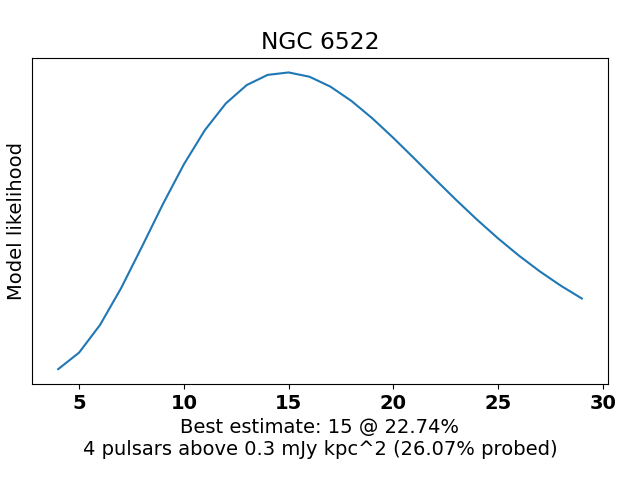 NGC 6522
Model likelihood
5 10 15 20 25 30
Best estimate: 15 @ 22.74%
4 pulsars above 0.3 mJy kpc^2 (26.07% probed)